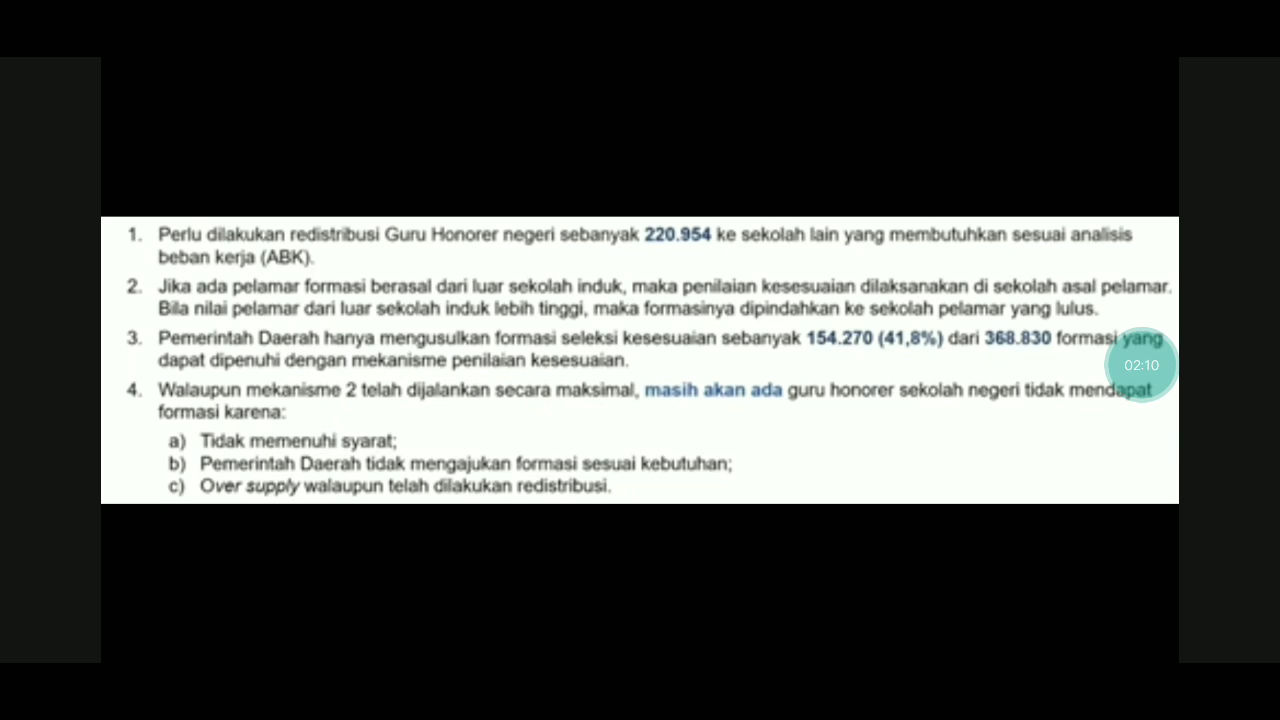 1. Perlu dilakukan redistribusi Guru Honorer negeri sebanyak 220.954 ke sekolah lain yang membutuhkan sesuai analisis
beban kerja (ABK).
2. Jika ada pelamar formasi berasal dari luar sekolah induk, maka penilaian kesesuaian dilaksanakan di sekolah asal pelamar.
Bila nilai pelamar dari luar sekolah induk lebih tinggi, maka formasinya dipindahkan ke sekolah pelamar yang lulus.
3. Pemerintah Daerah hanya mengusulkan formasi seleksi kesesuaian sebanyak 154.270 (41,8%) dari 368.830 formasi yang
dapat dipenuhi dengan mekanisme penilaian kesesuaian.
02:10
4. Walaupun mekanisme 2 telah dijalankan secara maksimal, masih akan ada guru honorer sekolah negeri tidak mendapat
formasi karena:
a) Tidak memenuhi syarat;
b) Pemerintah Daerah tidak mengajukan formasi sesuai kebutuhan;
c) Over supply walaupun telah dilakukan redistribusi.